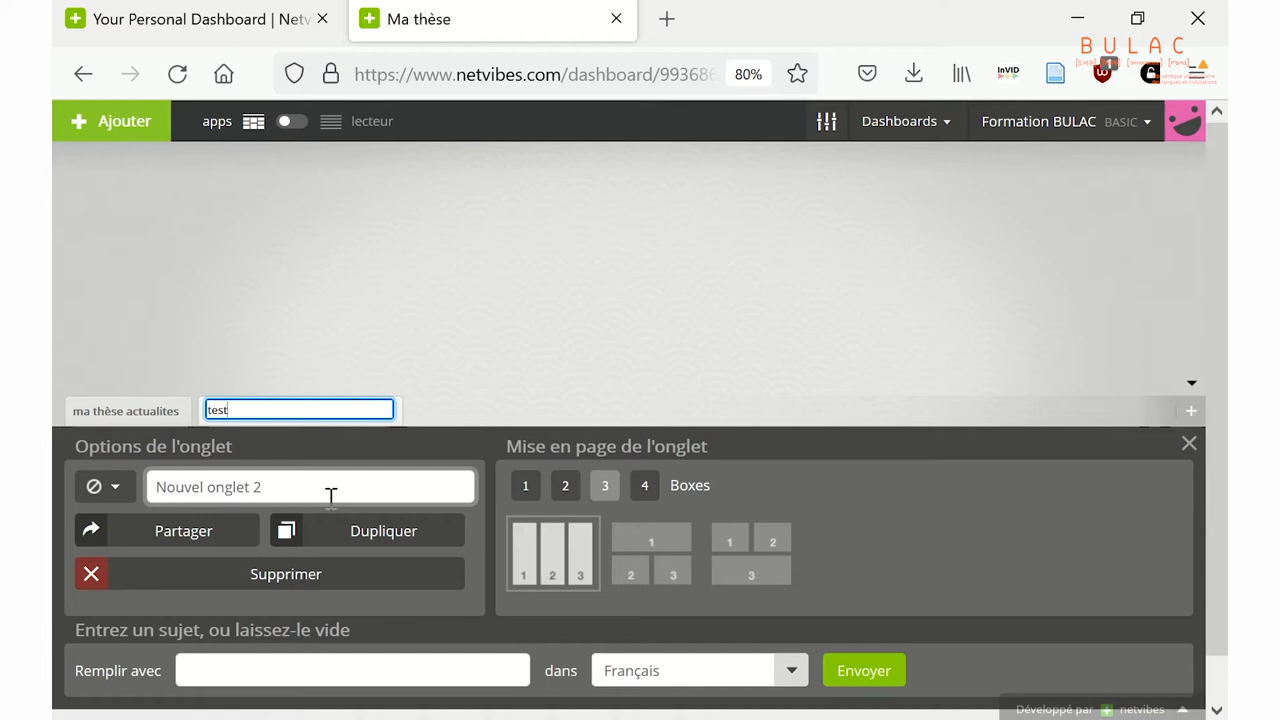 Your Personal Dashboard | Netv
Ma thèse
BULAC
https://www.netvibes.com/dashboard/993686
80%
InVID
1
Ajouter
apps
lecteur
Dashboards
Formation BULAC BASIC
ma thèse actualites
test
Options de l'onglet
Mise en page de l'onglet
Nouvel onglet 2
1 2 3 4 Boxes
Partager
Dupliquer
1 2 3
1
2 3
1 2
3
Supprimer
Entrez un sujet, ou laissez-le vide
Remplir avec
dans
Français
Envoyer
Développé par netvibes